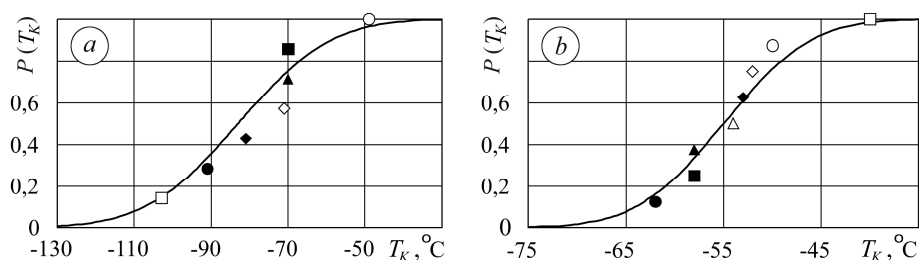 a
P (T_K)
0,6
0,4
0,2
0
-130 -110 -90 -70 -50 T_K, °C
b
P (T_K)
0,6
0,4
0,2
0
-75 -65 -55 -45 T_K, °C